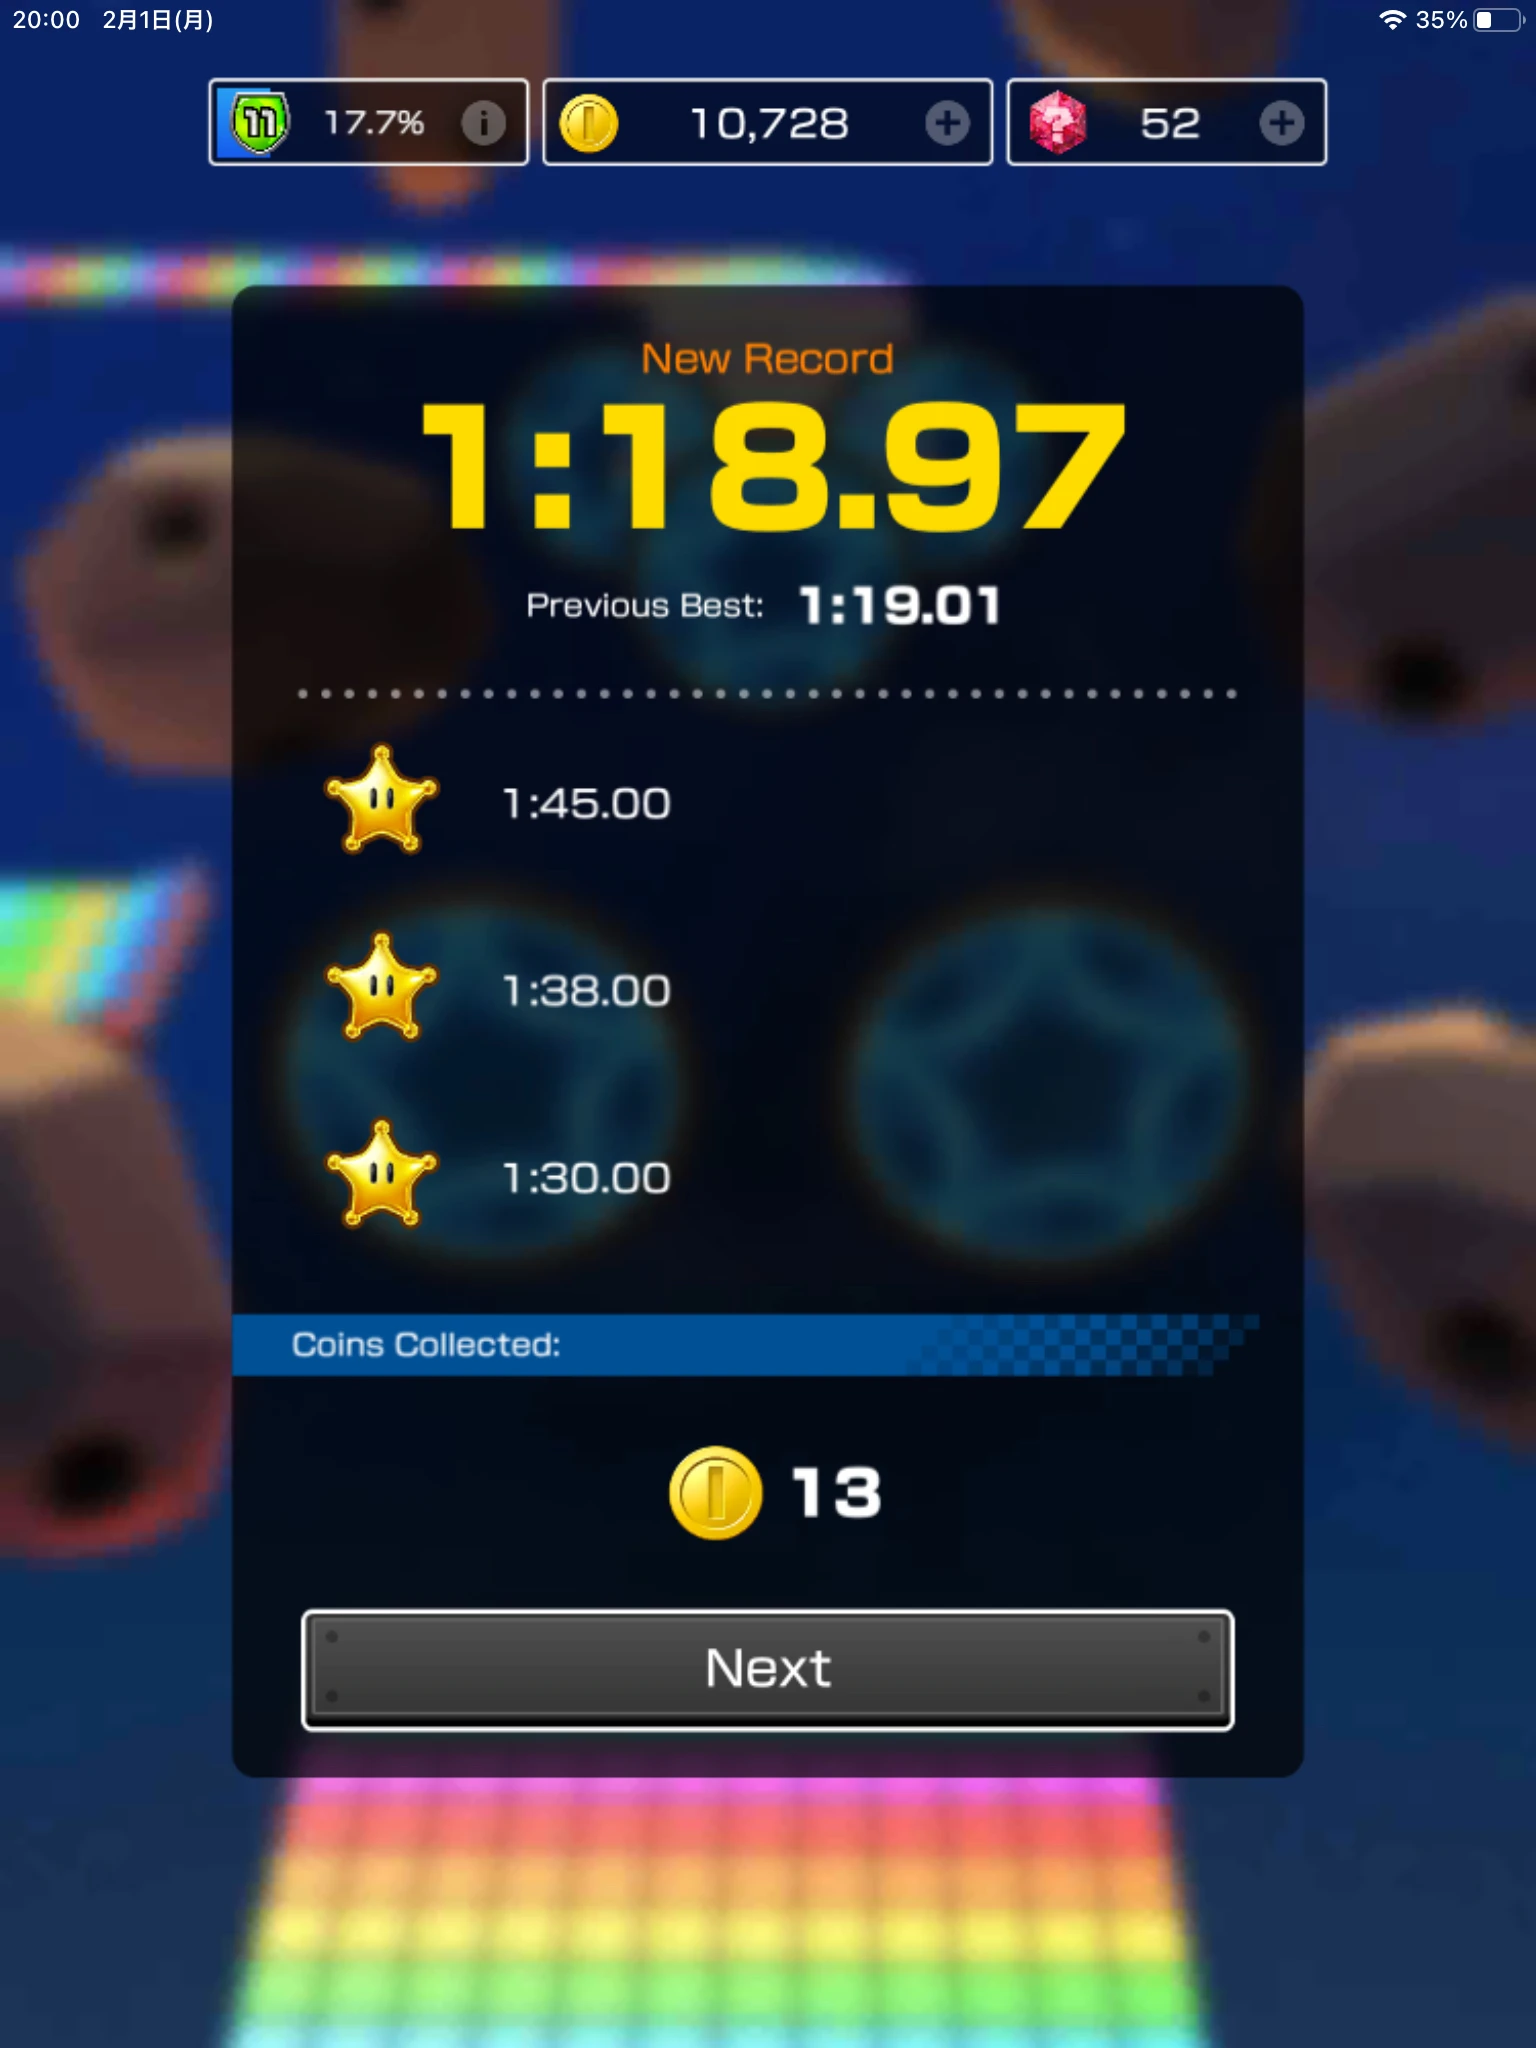 20:00 2月1日(月) 35%
11 17.7% i 10,728 + ? 52 +
New Record
1:18.97
Previous Best: 1:19.01
1:45.00
1:38.00
1:30.00
Coins Collected:
13
Next